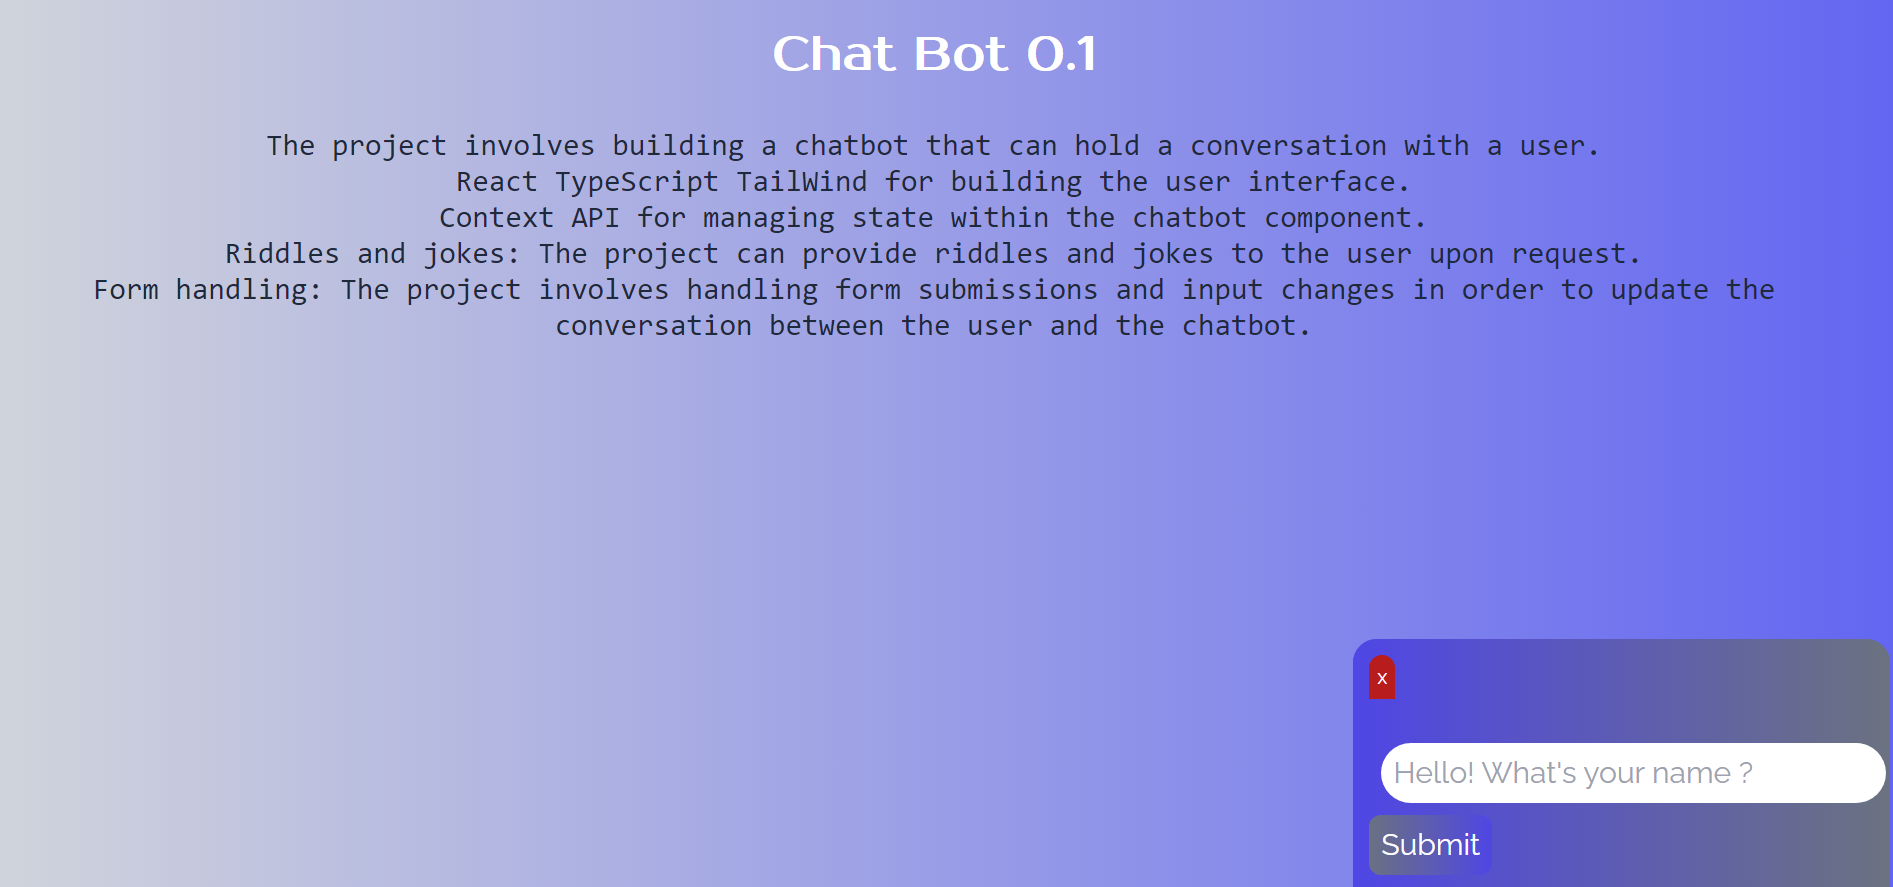 Chat Bot 0.1
The project involves building a chatbot that can hold a conversation with a user.
React TypeScript TailWind for building the user interface.
Context API for managing state within the chatbot component.
Riddles and jokes: The project can provide riddles and jokes to the user upon request.
Form handling: The project involves handling form submissions and input changes in order to update the
conversation between the user and the chatbot.
x
Hello! What's your name ?
Submit